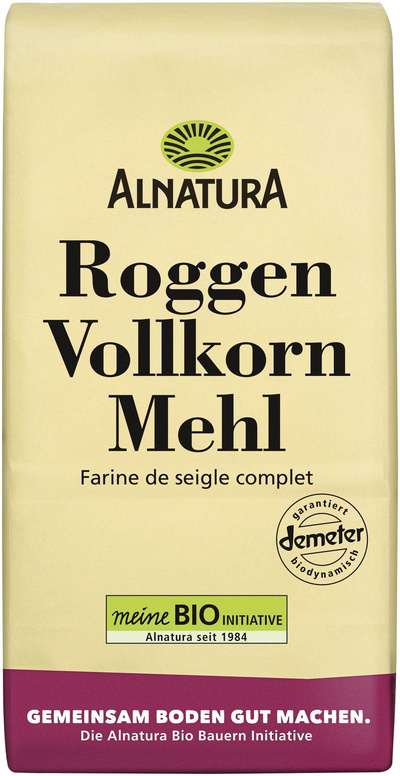 ALNATURA
Roggen
Vollkorn
Mehl
Farine de seigle complet
garantiert
demeter
biodynamisch
meine BIO INITIATIVE
Alnatura seit 1984
GEMEINSAM BODEN GUT MACHEN.
Die Alnatura Bio Bauern Initiative